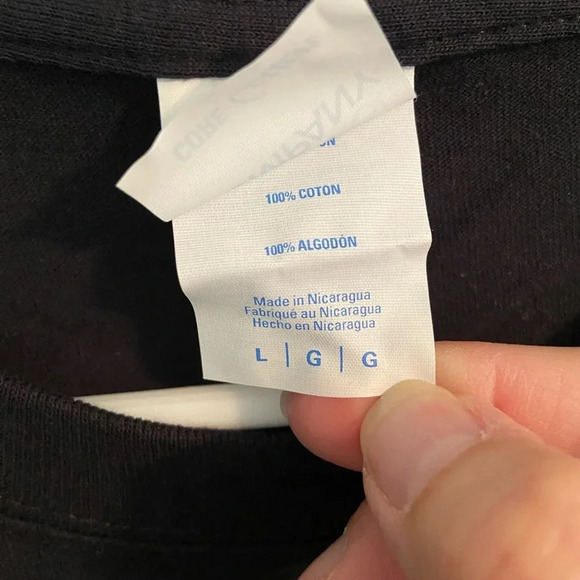 100% COTON
100% ALGODÓN
Made in Nicaragua
Fabriqué au Nicaragua
Hecho en Nicaragua
L | G | G